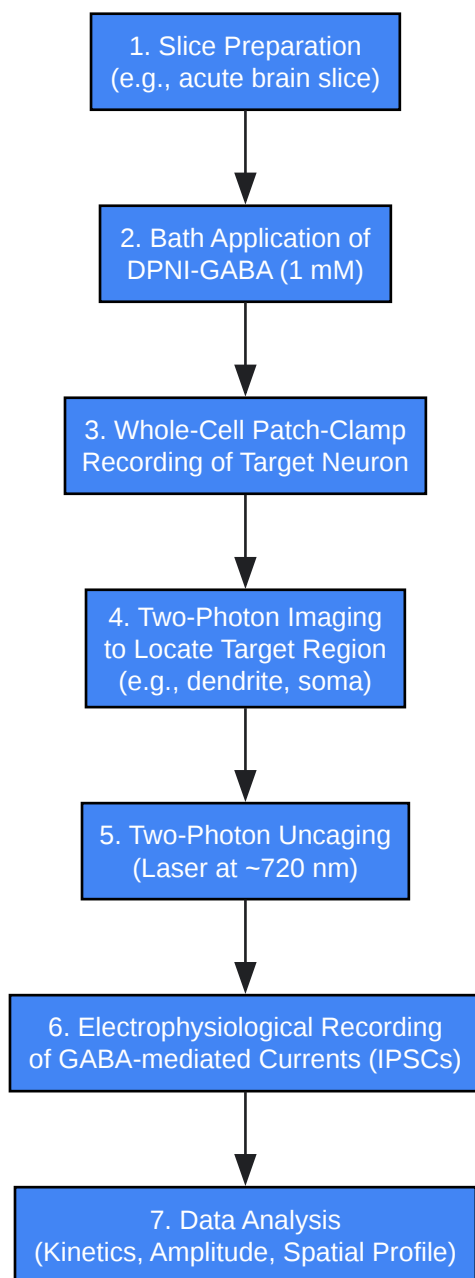 1. Slice Preparation
(e.g., acute brain slice)
2. Bath Application of
DPNI-GABA (1 mM)
3. Whole-Cell Patch-Clamp
Recording of Target Neuron
4. Two-Photon Imaging
to Locate Target Region
(e.g., dendrite, soma)
5. Two-Photon Uncaging
(Laser at ~720 nm)
6. Electrophysiological Recording
of GABA-mediated Currents (IPSCs)
7. Data Analysis
(Kinetics, Amplitude, Spatial Profile)